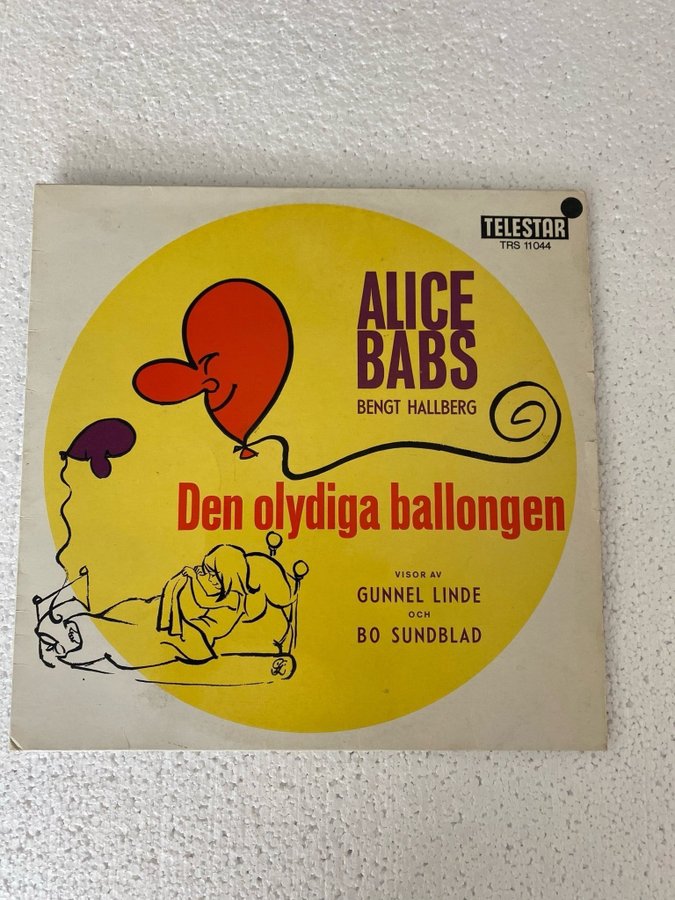 TELESTAR
TRS 11044
ALICE
BABS
BENGT HALLBERG
Den olydiga ballongen
VISOR AV
GUNNEL LINDE
OCH
BO SUNDBLAD